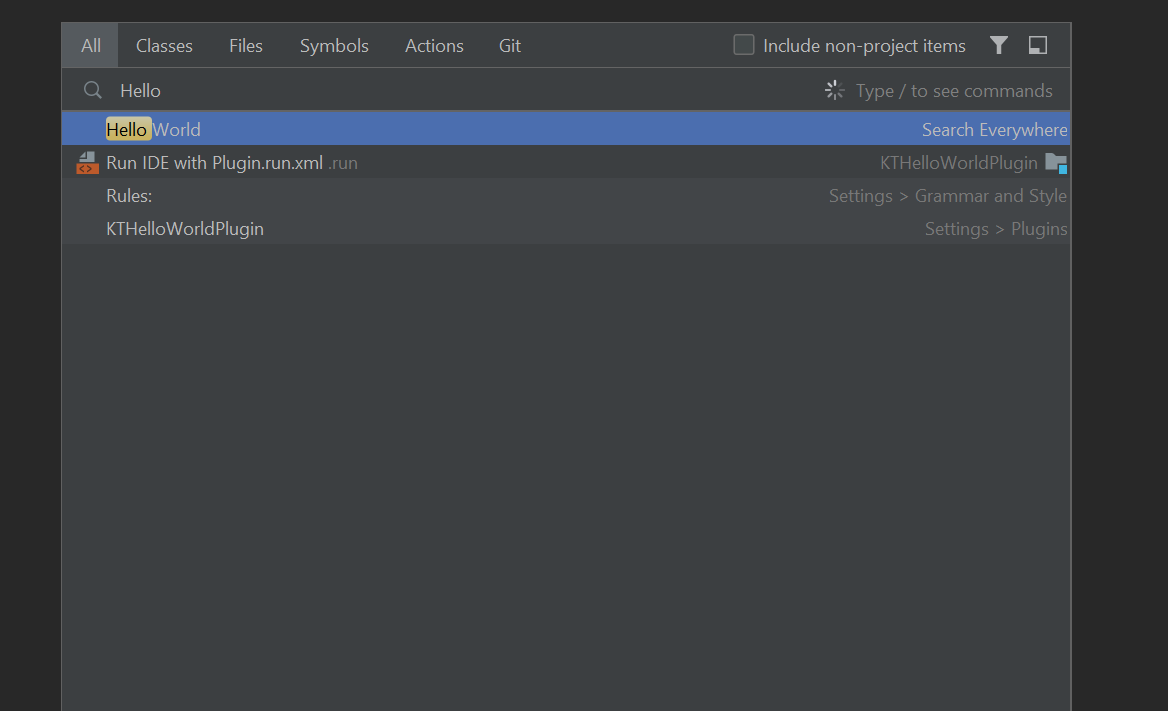 All Classes Files Symbols Actions Git Include non-project items
Hello Type / to see commands
Hello World Search Everywhere
Run IDE with Plugin.run.xml .run KTHelloWorldPlugin
Rules: Settings > Grammar and Style
KTHelloWorldPlugin Settings > Plugins